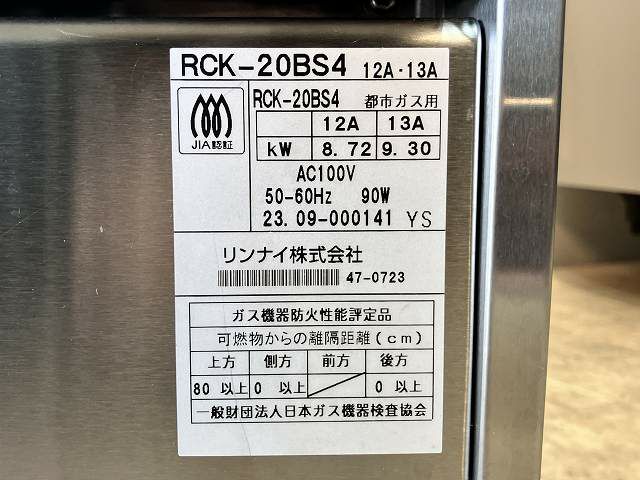 RCK-20BS4 12A・13A
JIA認証
RCK-20BS4 都市ガス用
12A 13A
kW 8.72 9.30
AC100V
50-60Hz 90W
23.09-000141 YS
リンナイ株式会社
47-0723
ガス機器防火性能評定品
可燃物からの離隔距離(cm)
上方 側方 前方 後方
80 以上 0 以上 0 以上
一般財団法人日本ガス機器検査協会